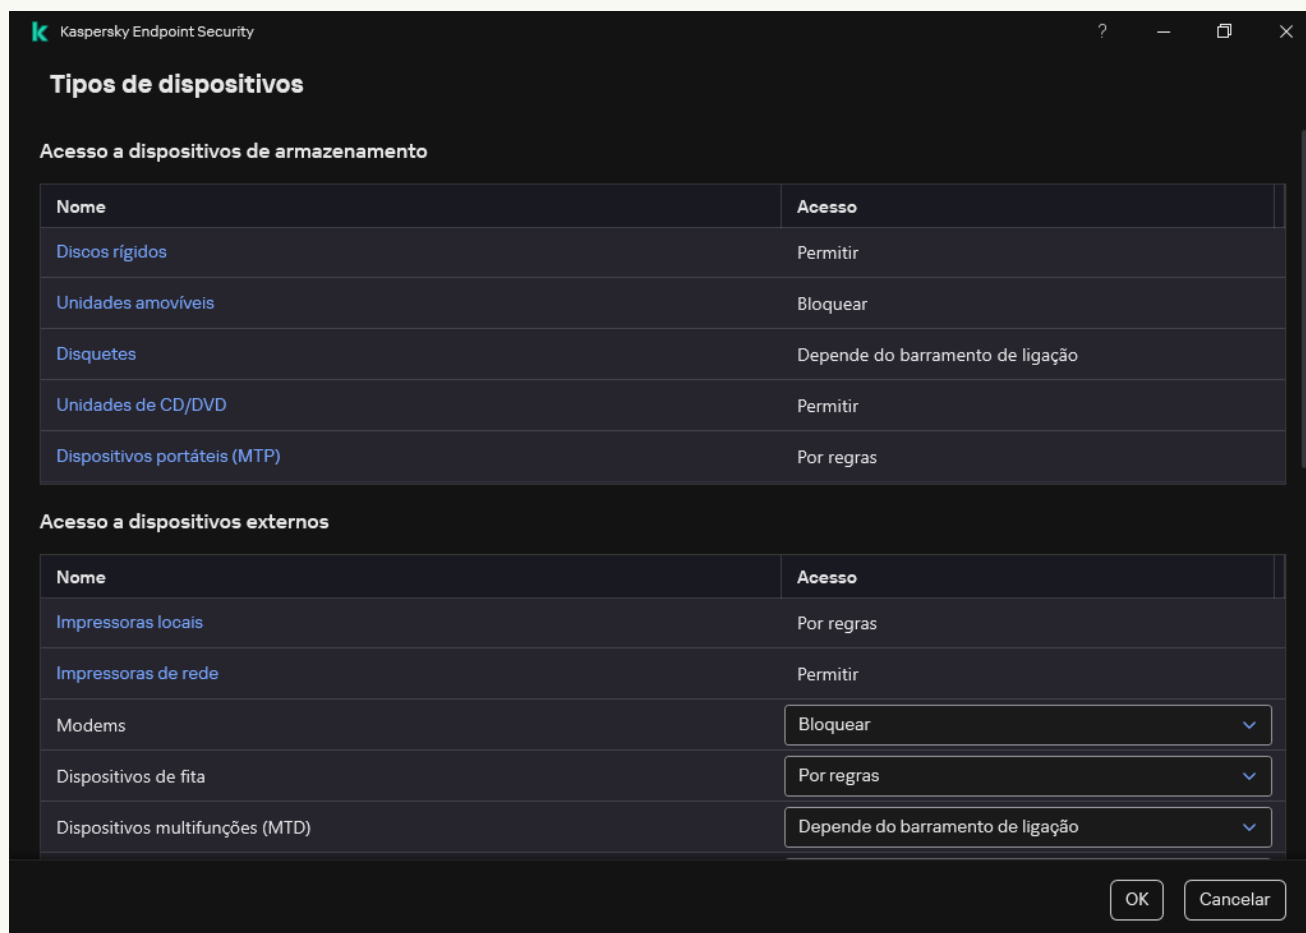 Kaspersky Endpoint Security
?
Tipos de dispositivos
Acesso a dispositivos de armazenamento
Nome Acesso
Discos rígidos Permitir
Unidades amovíveis Bloquear
Disquetes Depende do barramento de ligação
Unidades de CD/DVD Permitir
Dispositivos portáteis (MTP) Por regras
Acesso a dispositivos externos
Nome Acesso
Impressoras locais Por regras
Impressoras de rede Permitir
Modems Bloquear
Dispositivos de fita Por regras
Dispositivos multifunções (MTD) Depende do barramento de ligação
OK Cancelar